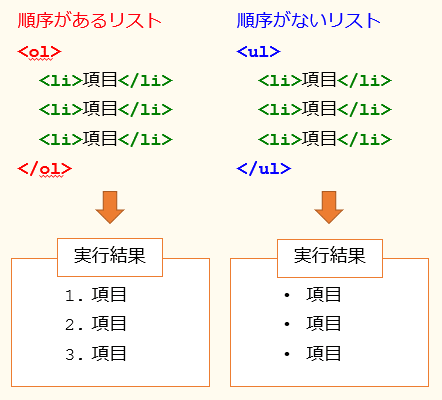 順序があるリスト
<ol>
<li>項目</li>
<li>項目</li>
<li>項目</li>
</ol>
実行結果
1. 項目
2. 項目
3. 項目
順序がないリスト
<ul>
<li>項目</li>
<li>項目</li>
<li>項目</li>
</ul>
実行結果
• 項目
• 項目
• 項目